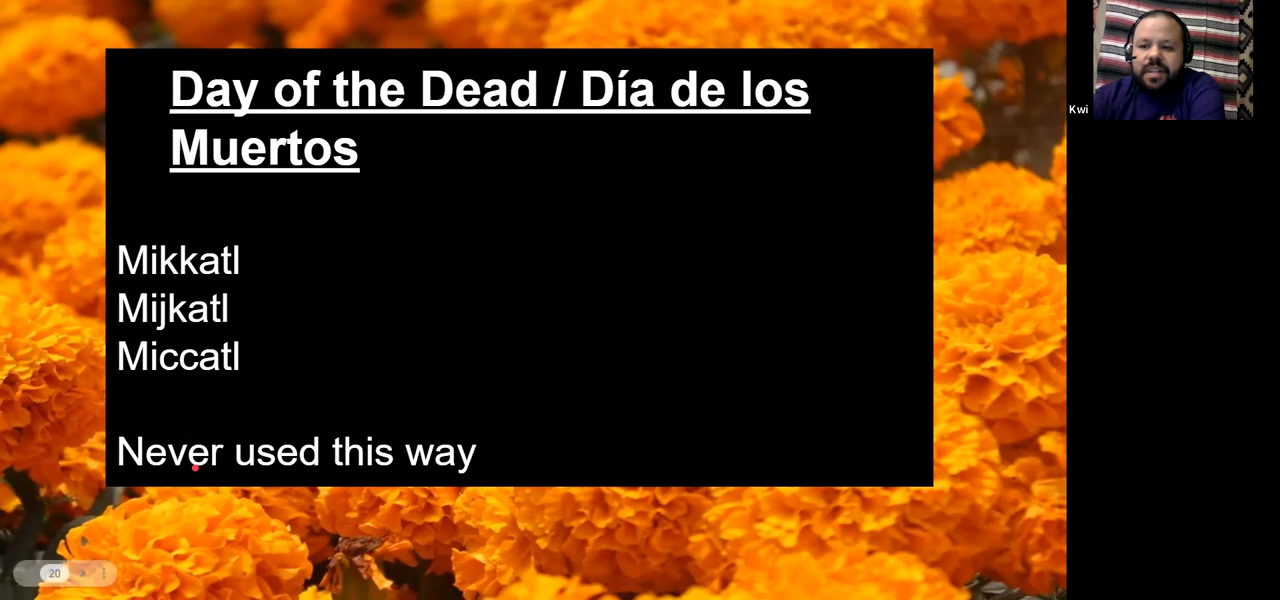 Day of the Dead / Día de los
Muertos
Mikkatl
Mijkatl
Miccatl
Never used this way
Kwi
20